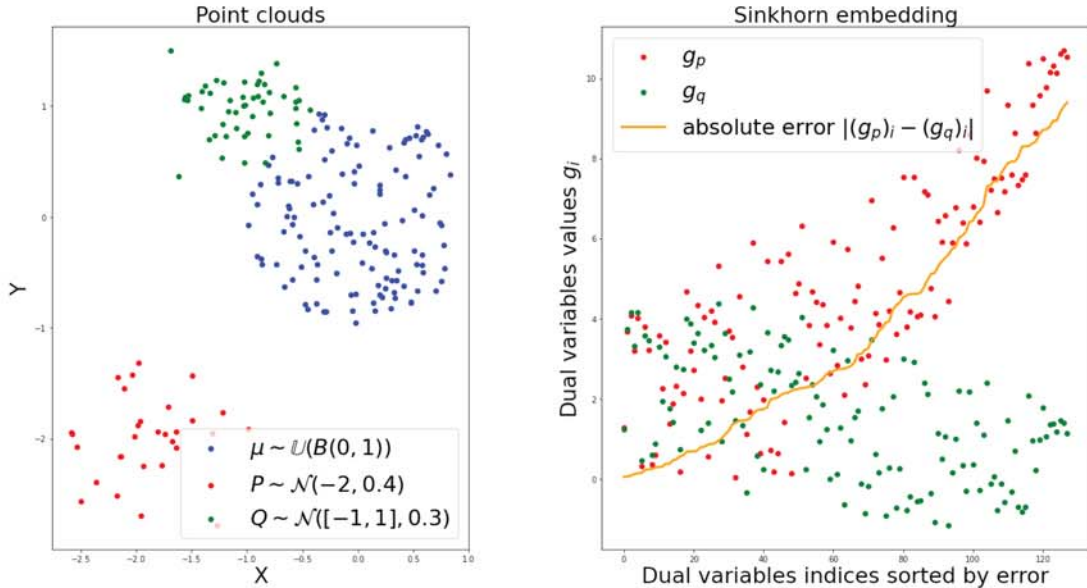 Point clouds
1
0
−1
−2
Y
−2.5
−2.0
−1.5
−1.0
−0.5
0.0
0.5
1.0
X
μ ~ 𝕌(B(0, 1))
P ~ 𝒩(−2, 0.4)
Q ~ 𝒩([−1, 1], 0.3)
Sinkhorn embedding
g_p
g_q
absolute error |(g_p)_i − (g_q)_i|
10
8
6
4
2
0
Dual variables values g_i
0
20
40
60
80
100
120
Dual variables indices sorted by error